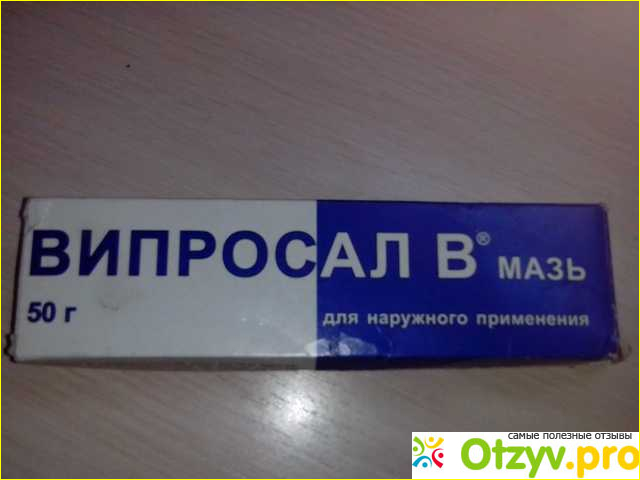 ВИПРОСАЛ В® МАЗЬ
50 г
для наружного применения
самые полезные отзывы
Otzyv.pro